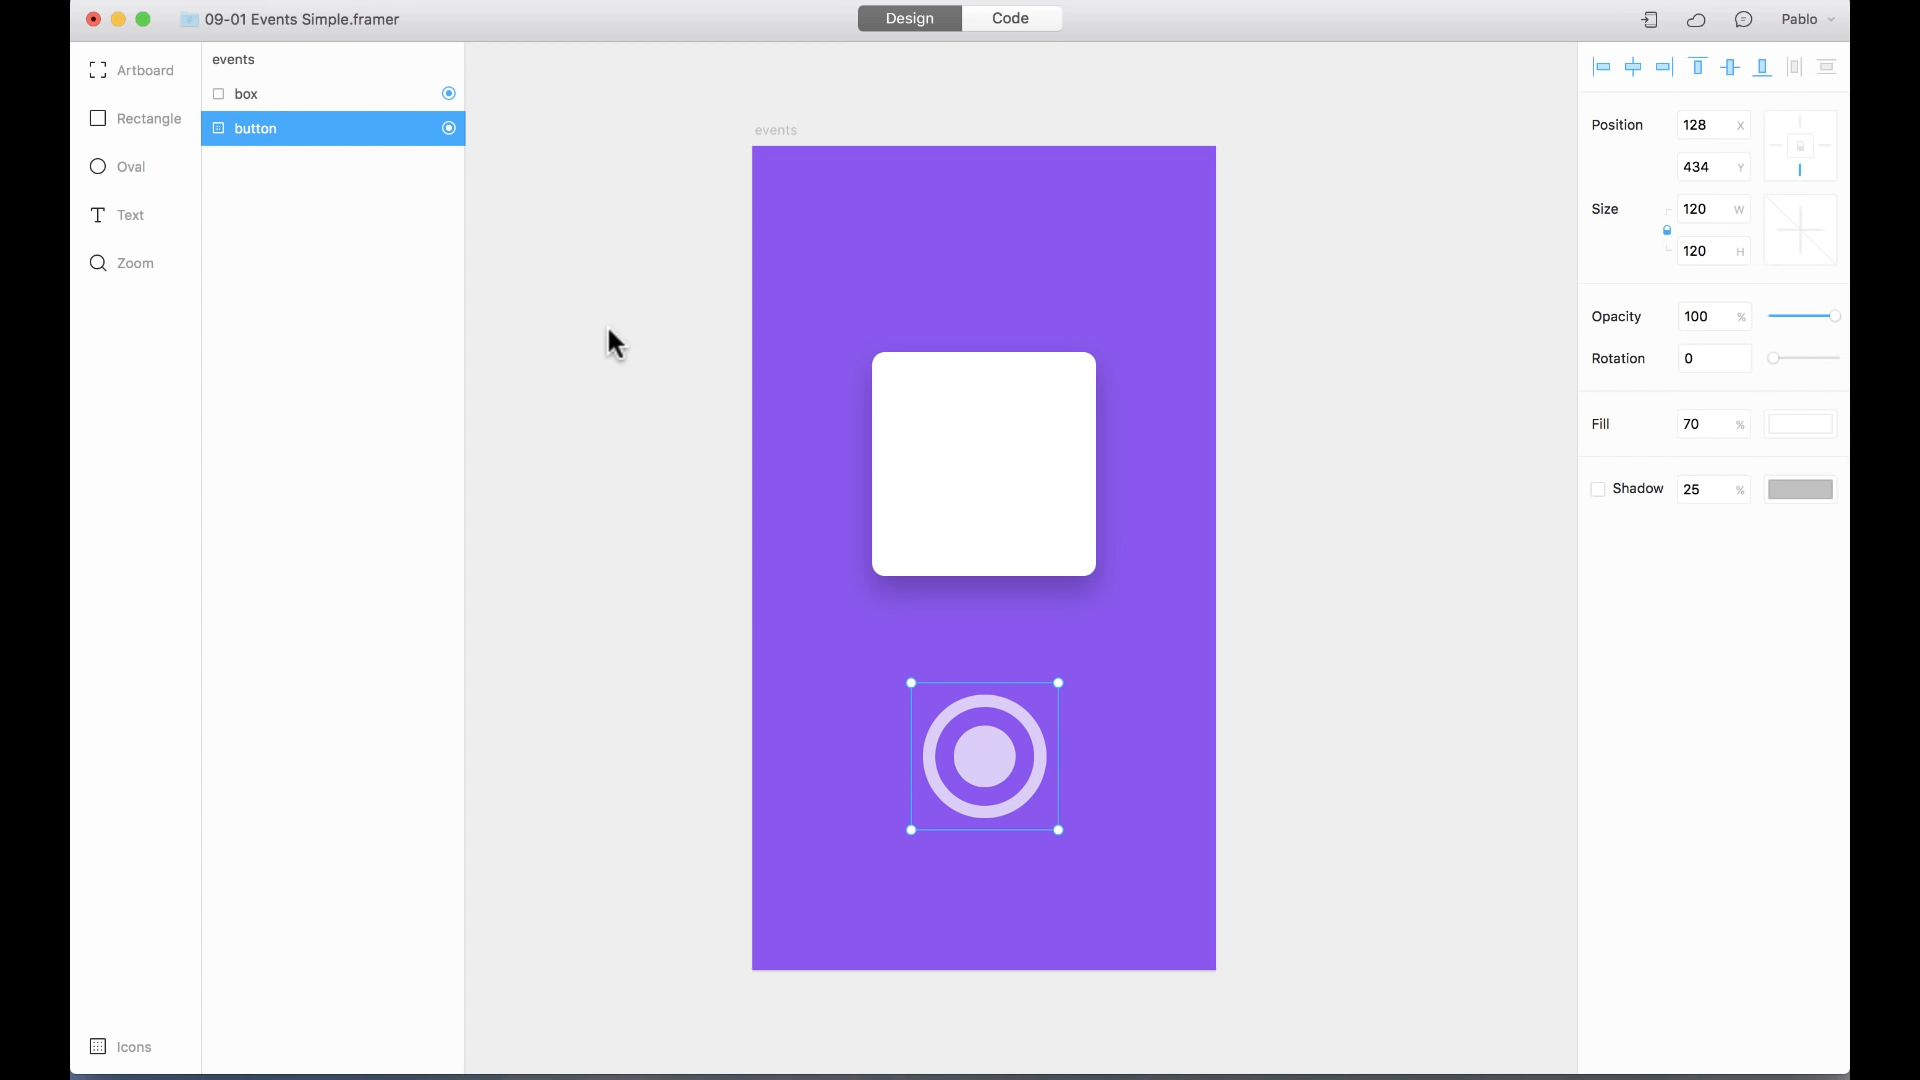 09-01 Events Simple.framer
Design
Code
Pablo
Artboard
Rectangle
Oval
Text
Zoom
Icons
events
box
button
events
Position 128 X
434 Y
Size 120 W
120 H
Opacity 100 %
Rotation 0
Fill 70 %
Shadow 25 %